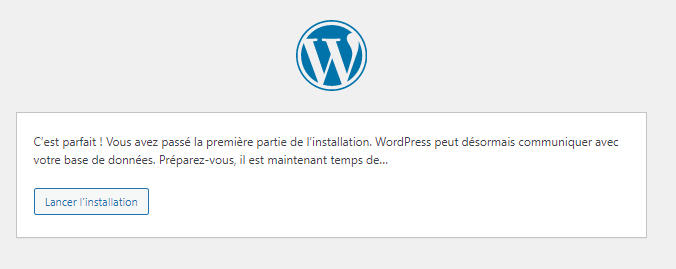 C'est parfait ! Vous avez passé la première partie de l'installation. WordPress peut désormais communiquer avec
votre base de données. Préparez-vous, il est maintenant temps de…
Lancer l'installation